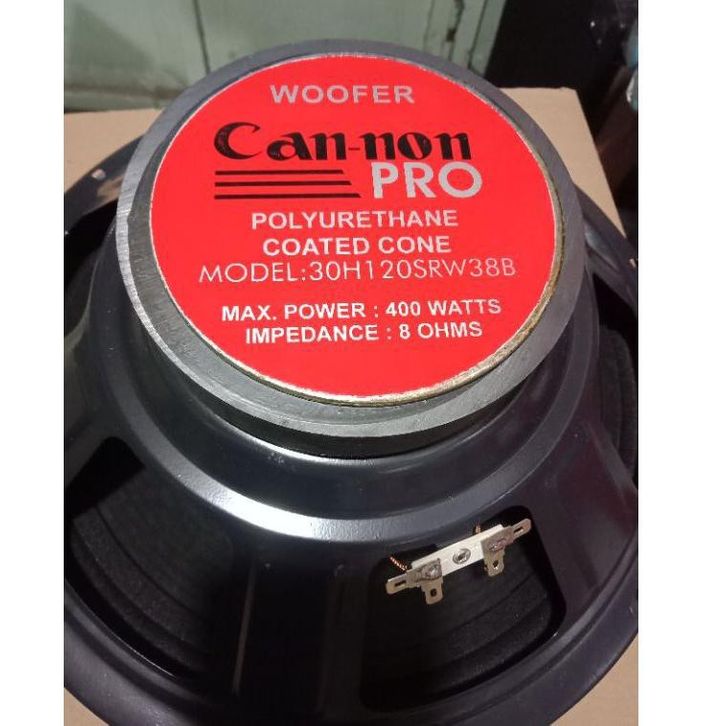 WOOFER
Can-non
PRO
POLYURETHANE
COATED CONE
MODEL:30H120SRW38B
MAX. POWER : 400 WATTS
IMPEDANCE : 8 OHMS